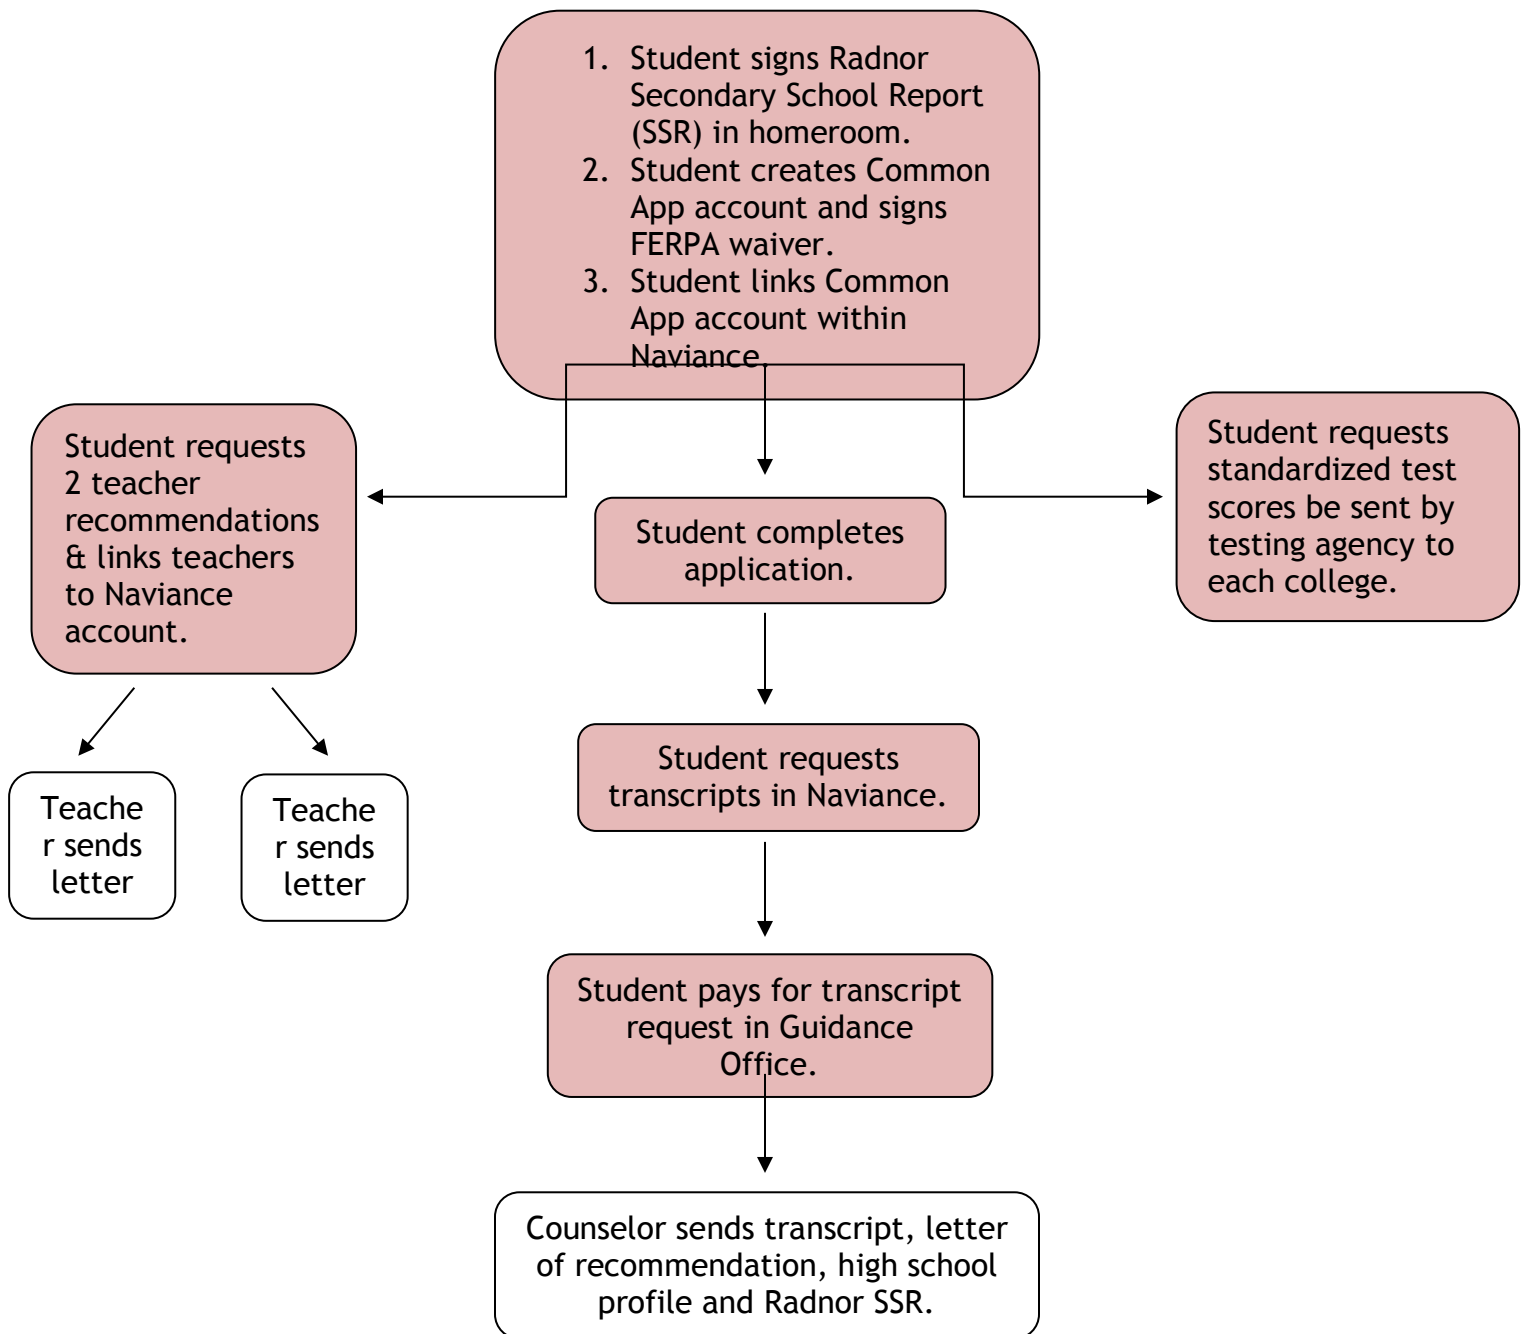 1. Student signs Radnor
Secondary School Report
(SSR) in homeroom.
2. Student creates Common
App account and signs
FERPA waiver.
3. Student links Common
App account within
Naviance.
Student requests
2 teacher
recommendations
& links teachers
to Naviance
account.
Student completes
application.
Student requests
standardized test
scores be sent by
testing agency to
each college.
Teache
r sends
letter
Teache
r sends
letter
Student requests
transcripts in Naviance.
Student pays for transcript
request in Guidance
Office.
Counselor sends transcript, letter
of recommendation, high school
profile and Radnor SSR.